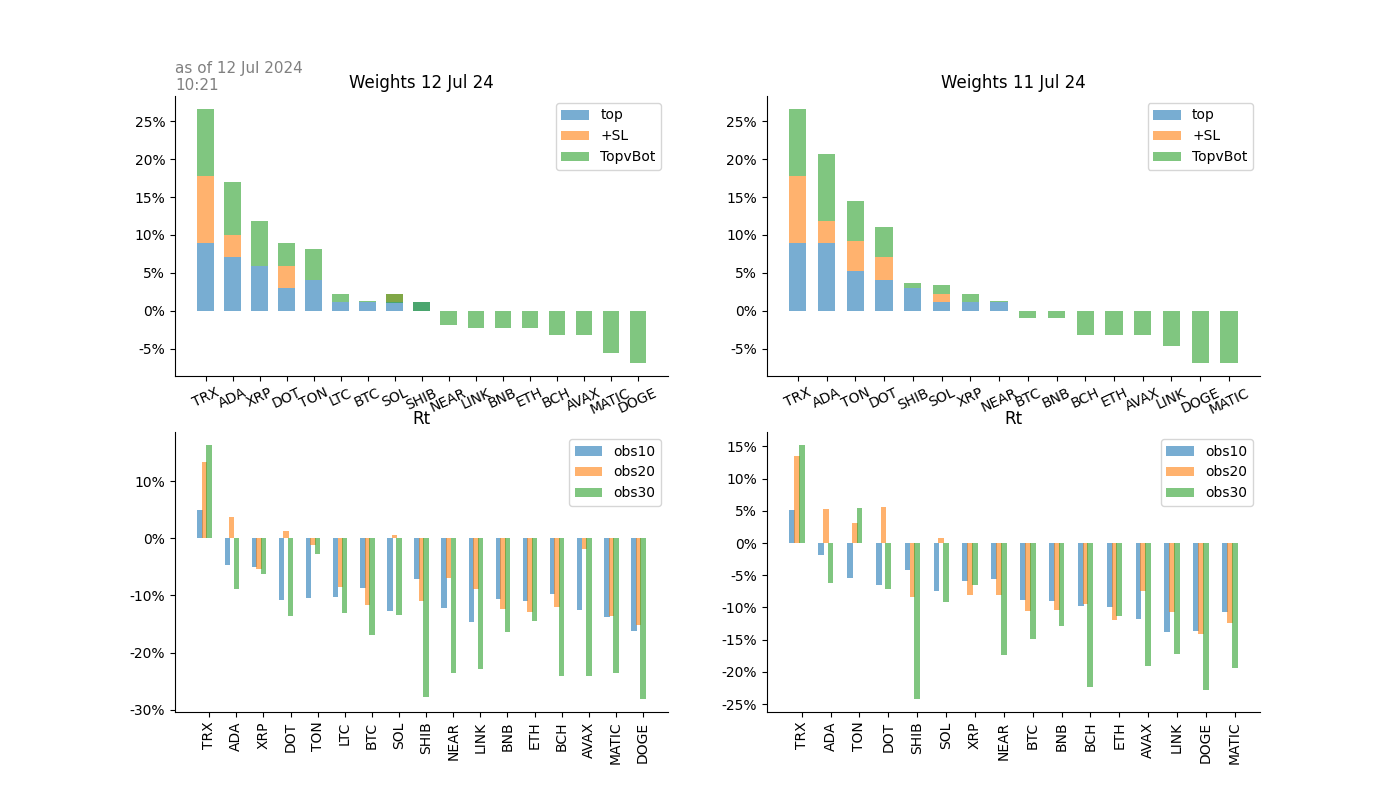 as of 12 Jul 2024
10:21
Weights 12 Jul 24
25%
20%
15%
10%
5%
0%
-5%
top
+SL
TopvBot
TRX ADA XRP DOT TON LTC BTC SOL SHIB NEAR LINK BNB ETH BCH AVAX MATIC DOGE
Weights 11 Jul 24
25%
20%
15%
10%
5%
0%
-5%
top
+SL
TopvBot
TRX ADA TON DOT SHIB SOL XRP NEAR BTC BNB BCH ETH AVAX LINK DOGE MATIC
Rt
10%
0%
-10%
-20%
-30%
obs10
obs20
obs30
TRX ADA XRP DOT TON LTC BTC SOL SHIB NEAR LINK BNB ETH BCH AVAX MATIC DOGE
Rt
15%
10%
5%
0%
-5%
-10%
-15%
-20%
-25%
obs10
obs20
obs30
TRX ADA TON DOT SHIB SOL XRP NEAR BTC BNB BCH ETH AVAX LINK DOGE MATIC